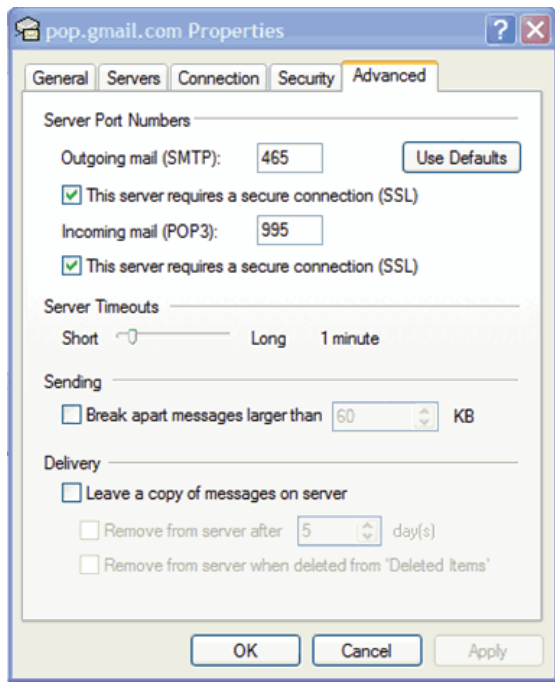 pop.gmail.com Properties
General Servers Connection Security Advanced
Server Port Numbers
Outgoing mail (SMTP): 465 Use Defaults
This server requires a secure connection (SSL)
Incoming mail (POP3): 995
This server requires a secure connection (SSL)
Server Timeouts
Short Long 1 minute
Sending
Break apart messages larger than 60 KB
Delivery
Leave a copy of messages on server
Remove from server after 5 day(s)
Remove from server when deleted from 'Deleted Items'
OK Cancel Apply